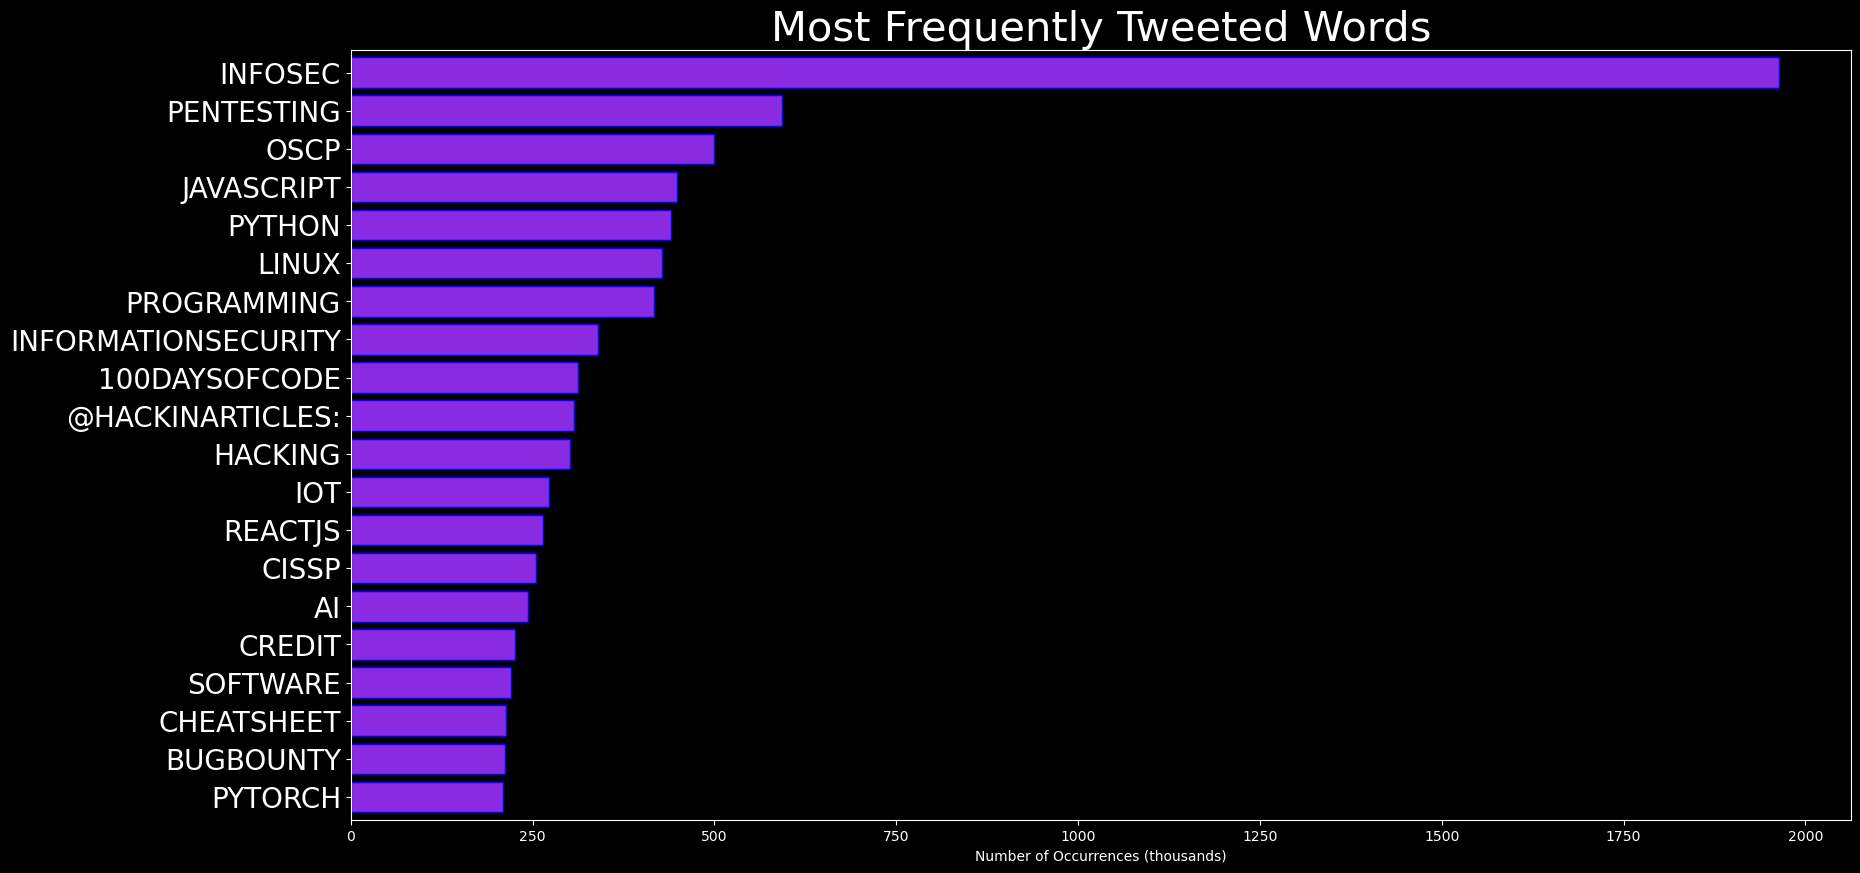 Most Frequently Tweeted Words
INFOSEC
PENTESTING
OSCP
JAVASCRIPT
PYTHON
LINUX
PROGRAMMING
INFORMATIONSECURITY
100DAYSOFCODE
@HACKINARTICLES:
HACKING
IOT
REACTJS
CISSP
AI
CREDIT
SOFTWARE
CHEATSHEET
BUGBOUNTY
PYTORCH
0 250 500 750 1000 1250 1500 1750 2000
Number of Occurrences (thousands)